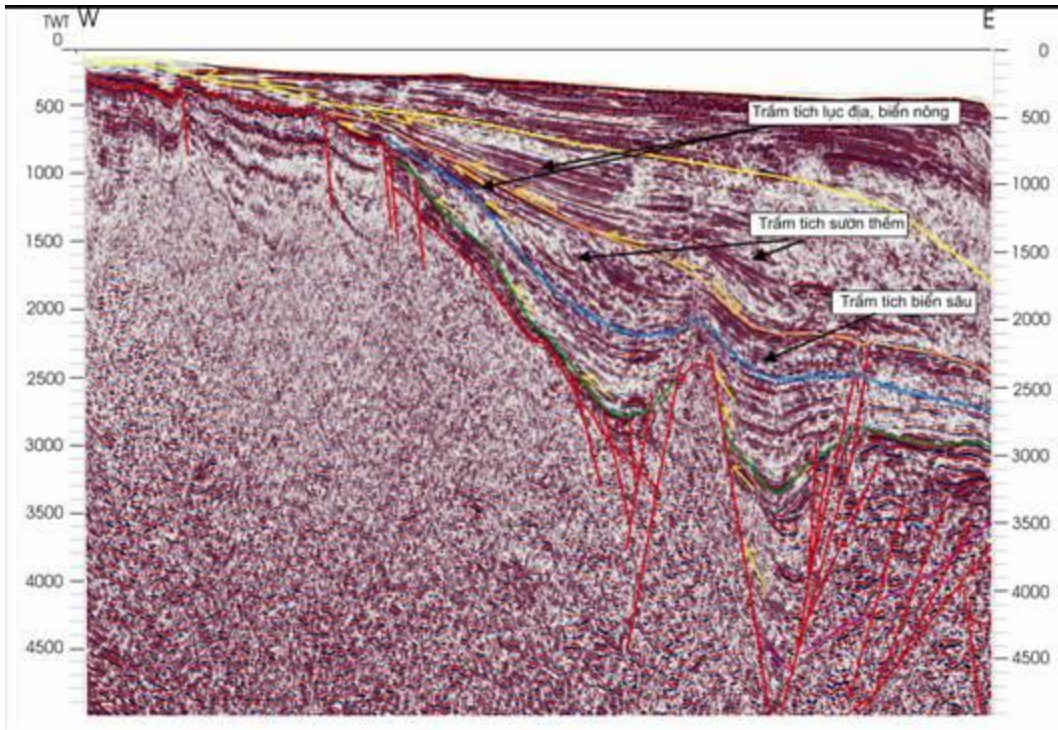 TWT W E
0 0
Trầm tích lục địa, biển nông
500 500
1000 1000
Trầm tích sườn thềm
1500 1500
Trầm tích biển sâu
2000 2000
2500 2500
3000 3000
3500 3500
4000 4000
4500 4500